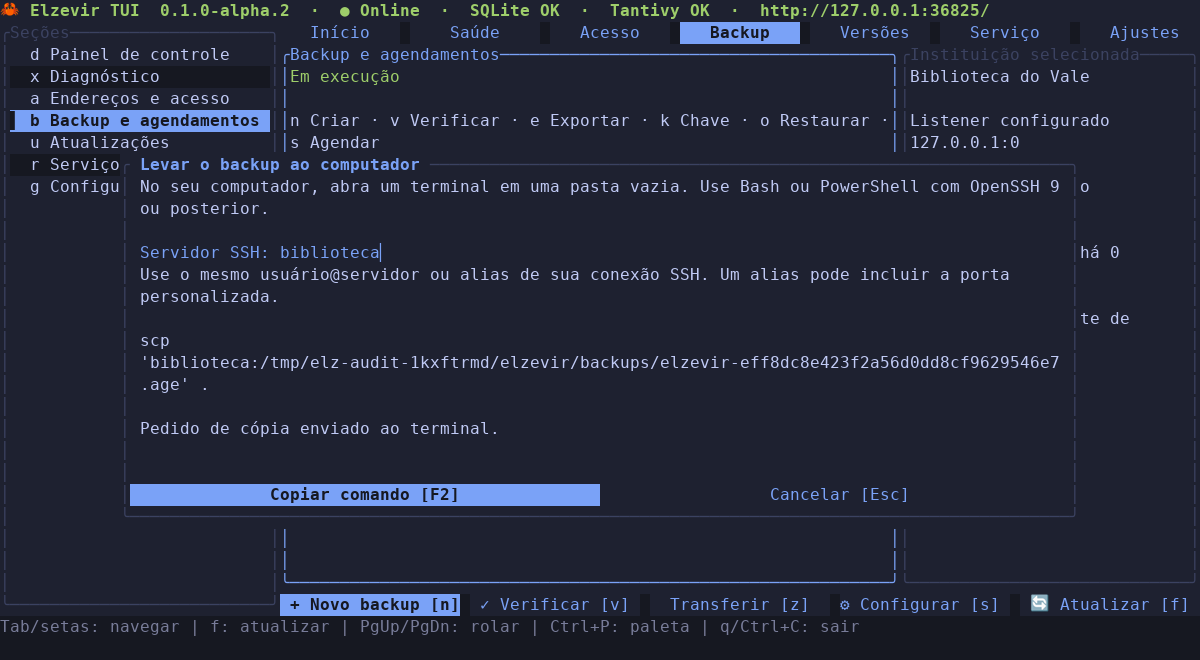 Elzevir TUI 0.1.0-alpha.2 · ● Online · SQLite OK · Tantivy OK · http://127.0.0.1:36825/
Seções
Início Saúde Acesso Backup Versões Serviço Ajustes
d Painel de controle
x Diagnóstico
a Endereços e acesso
b Backup e agendamentos
u Atualizações
r Serviço
g Configu
Backup e agendamentos
Em execução
n Criar · v Verificar · e Exportar · k Chave · o Restaurar ·
s Agendar
Instituição selecionada
Biblioteca do Vale
Listener configurado
127.0.0.1:0
o
há 0
te de
Levar o backup ao computador
No seu computador, abra um terminal em uma pasta vazia. Use Bash ou PowerShell com OpenSSH 9
ou posterior.
Servidor SSH: biblioteca
Use o mesmo usuário@servidor ou alias de sua conexão SSH. Um alias pode incluir a porta
personalizada.
scp
'biblioteca:/tmp/elz-audit-1kxftrmd/elzevir/backups/elzevir-eff8dc8e423f2a56d0dd8cf9629546e7
.age' .
Pedido de cópia enviado ao terminal.
Copiar comando [F2] Cancelar [Esc]
+ Novo backup [n] ✓ Verificar [v] Transferir [z] ⚙ Configurar [s] 🔄 Atualizar [f]
Tab/setas: navegar | f: atualizar | PgUp/PgDn: rolar | Ctrl+P: paleta | q/Ctrl+C: sair